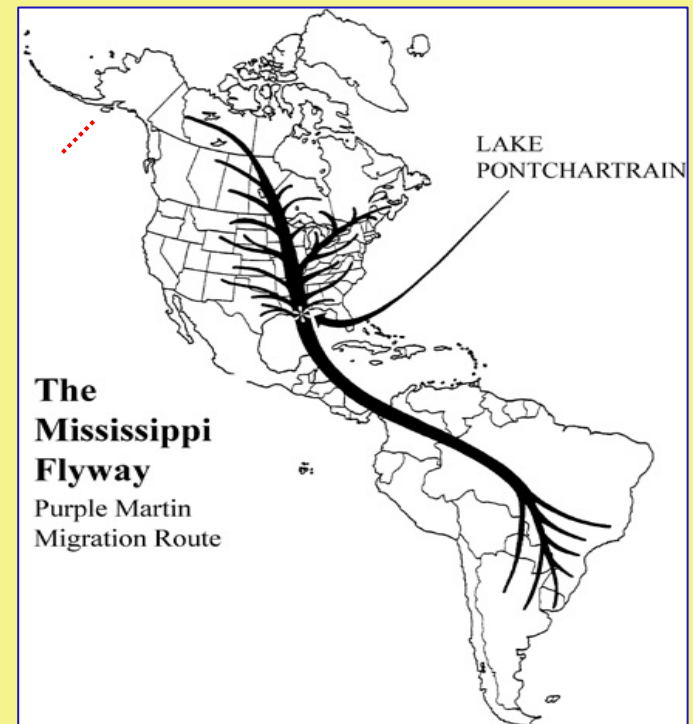 LAKE
PONTCHARTRAIN
The
Mississippi
Flyway
Purple Martin
Migration Route